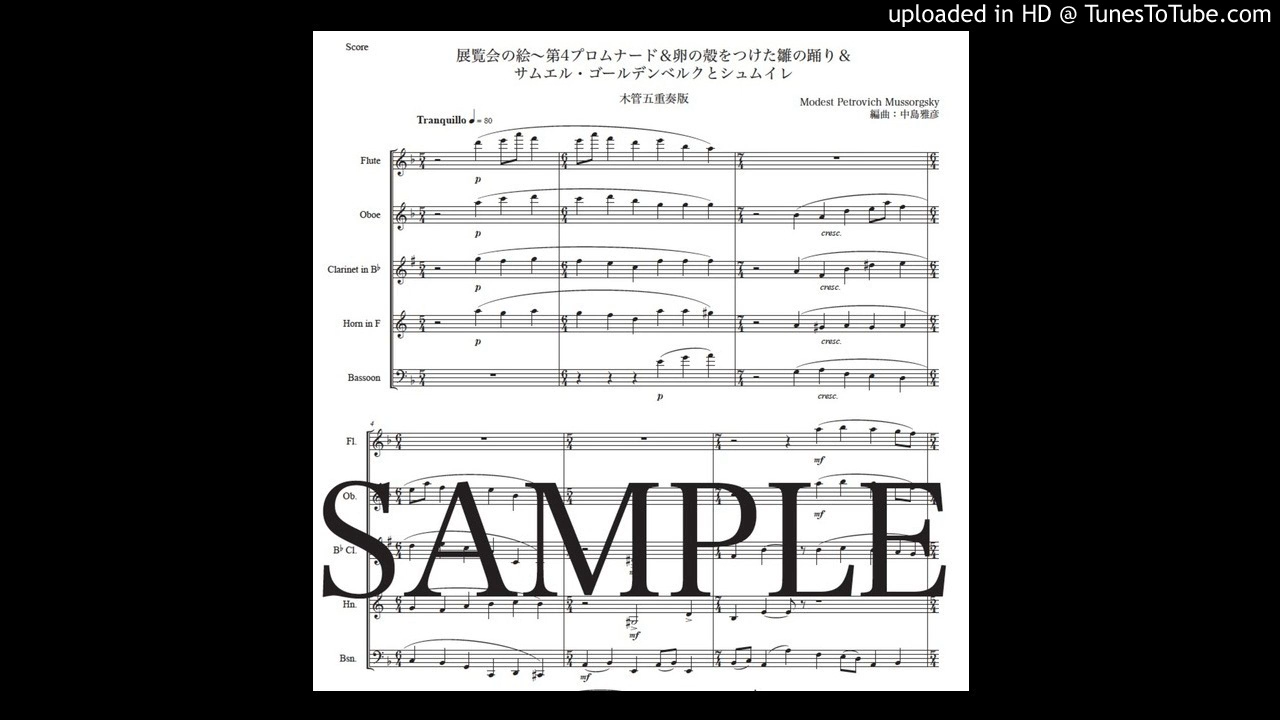 uploaded in HD @ TunesToTube.com
Score
展覧会の絵～第4プロムナード＆卵の殻をつけた雛の踊り＆
サムエル・ゴールデンベルクとシュムイレ
木管五重奏版
Modest Petrovich Mussorgsky
編曲：中島雅彦
Tranquillo ♩= 80
Flute
p
Oboe
p
cresc.
Clarinet in B♭
p
cresc.
Horn in F
p
cresc.
Bassoon
p
cresc.
4
Fl.
mf
Ob.
mf
B♭ Cl.
Hn.
mf
Bsn.
mf
SAMPLE